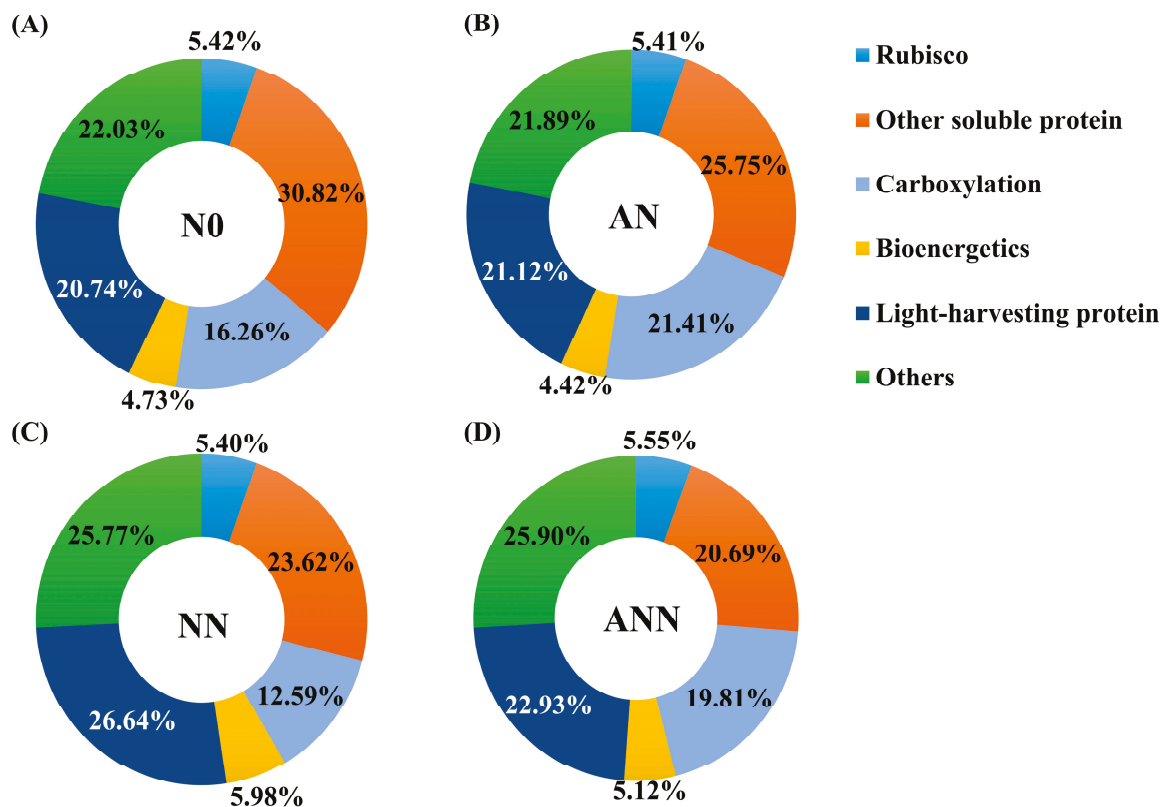 (A)
5.42%
22.03%
30.82%
N0
20.74%
16.26%
4.73%
(B)
5.41%
21.89%
25.75%
AN
21.12%
21.41%
4.42%
Rubisco
Other soluble protein
Carboxylation
Bioenergetics
Light-harvesting protein
Others
(C)
5.40%
25.77%
23.62%
NN
12.59%
26.64%
5.98%
(D)
5.55%
25.90%
20.69%
ANN
22.93%
19.81%
5.12%